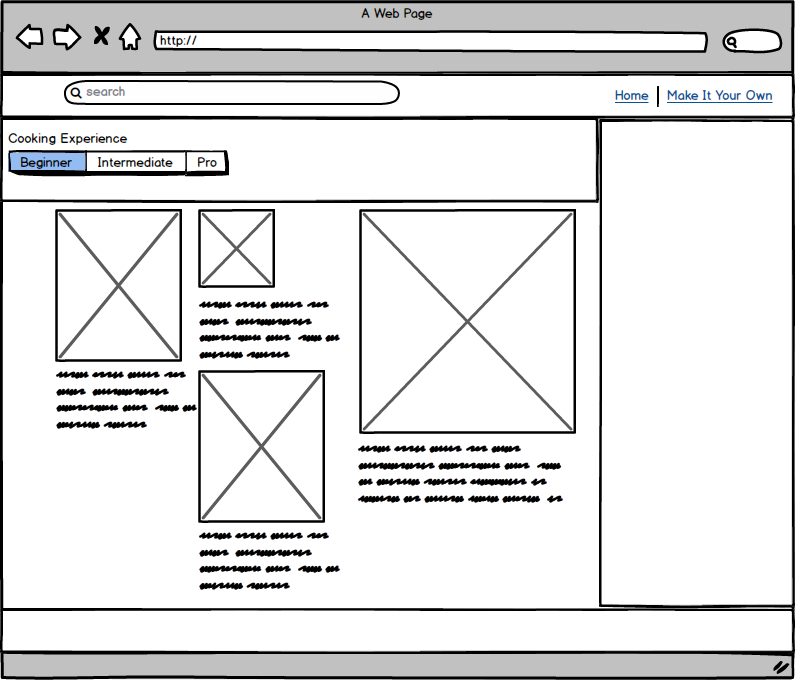 A Web Page
http://
search
Home
Make It Your Own
Cooking Experience
Beginner Intermediate Pro